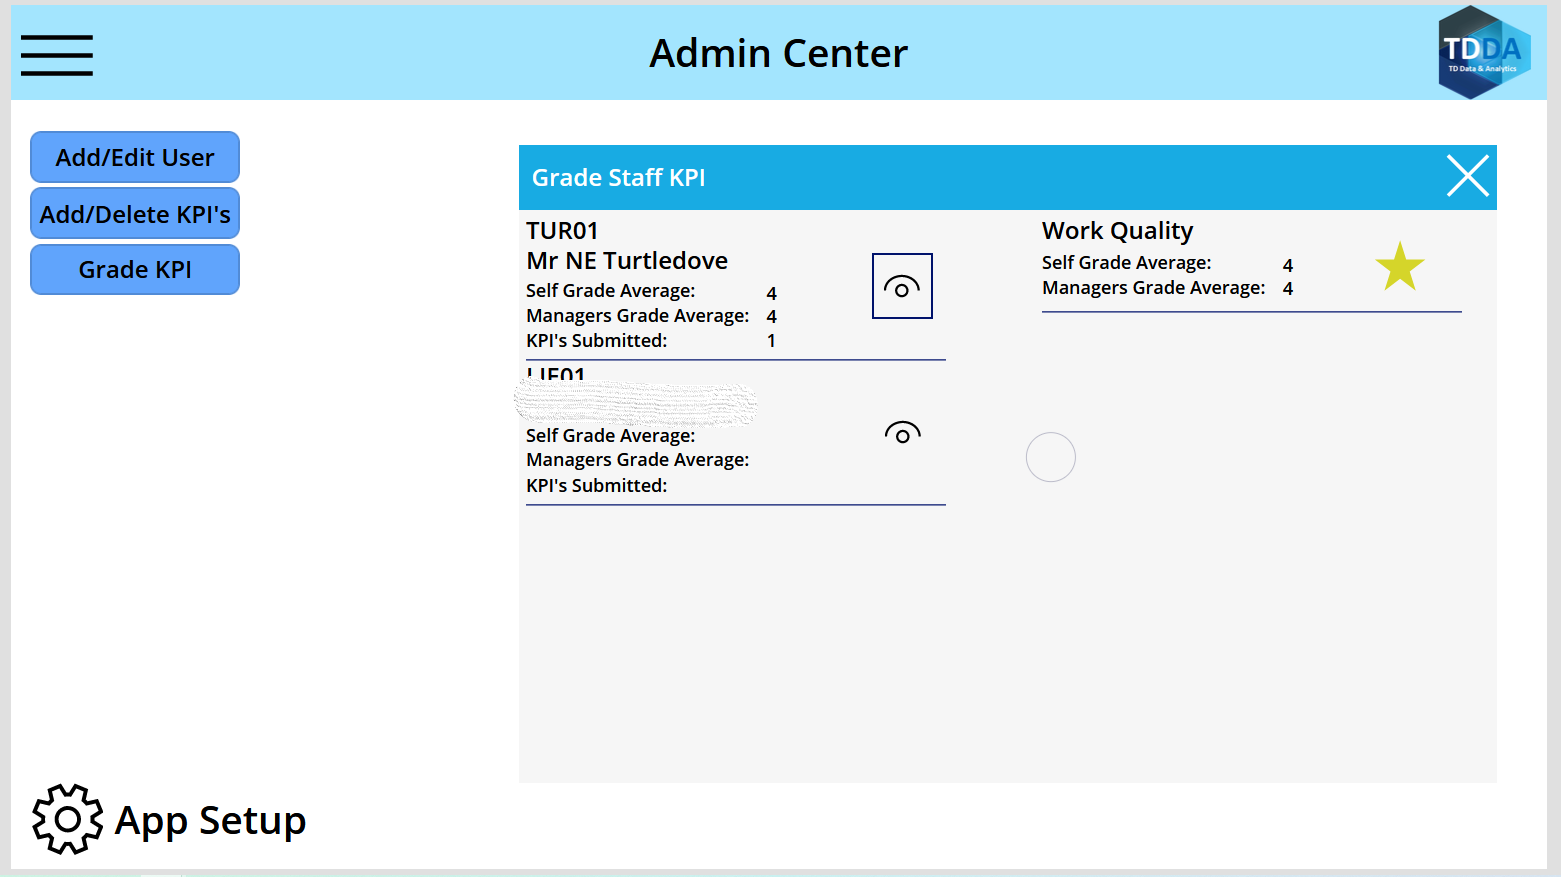 Admin Center
TDDA
TD Data & Analytics
Add/Edit User
Add/Delete KPI's
Grade KPI
Grade Staff KPI
TUR01
Mr NE Turtledove
Self Grade Average: 4
Managers Grade Average: 4
KPI's Submitted: 1
Self Grade Average:
Managers Grade Average:
KPI's Submitted:
Work Quality
Self Grade Average: 4
Managers Grade Average: 4
App Setup